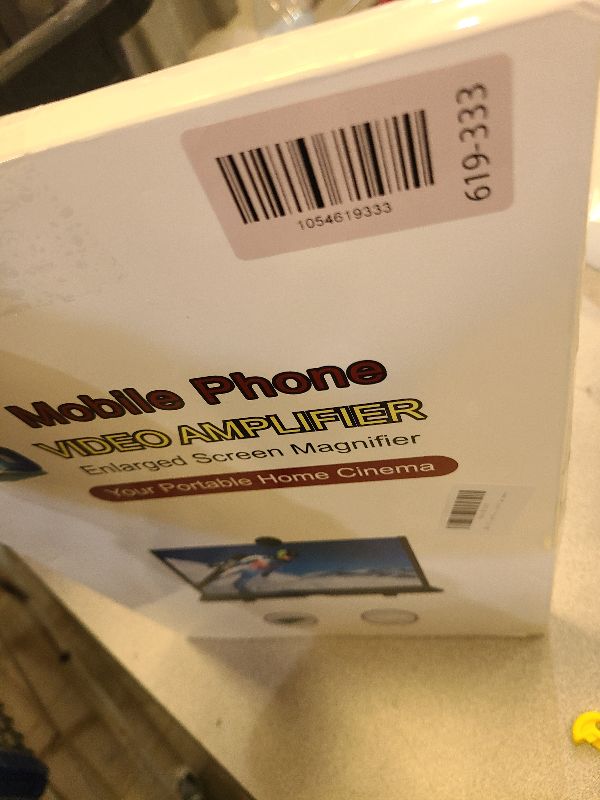 1054619333
619-333
Mobile Phone
VIDEO AMPLIFIER
Enlarged Screen Magnifier
Your Portable Home Cinema